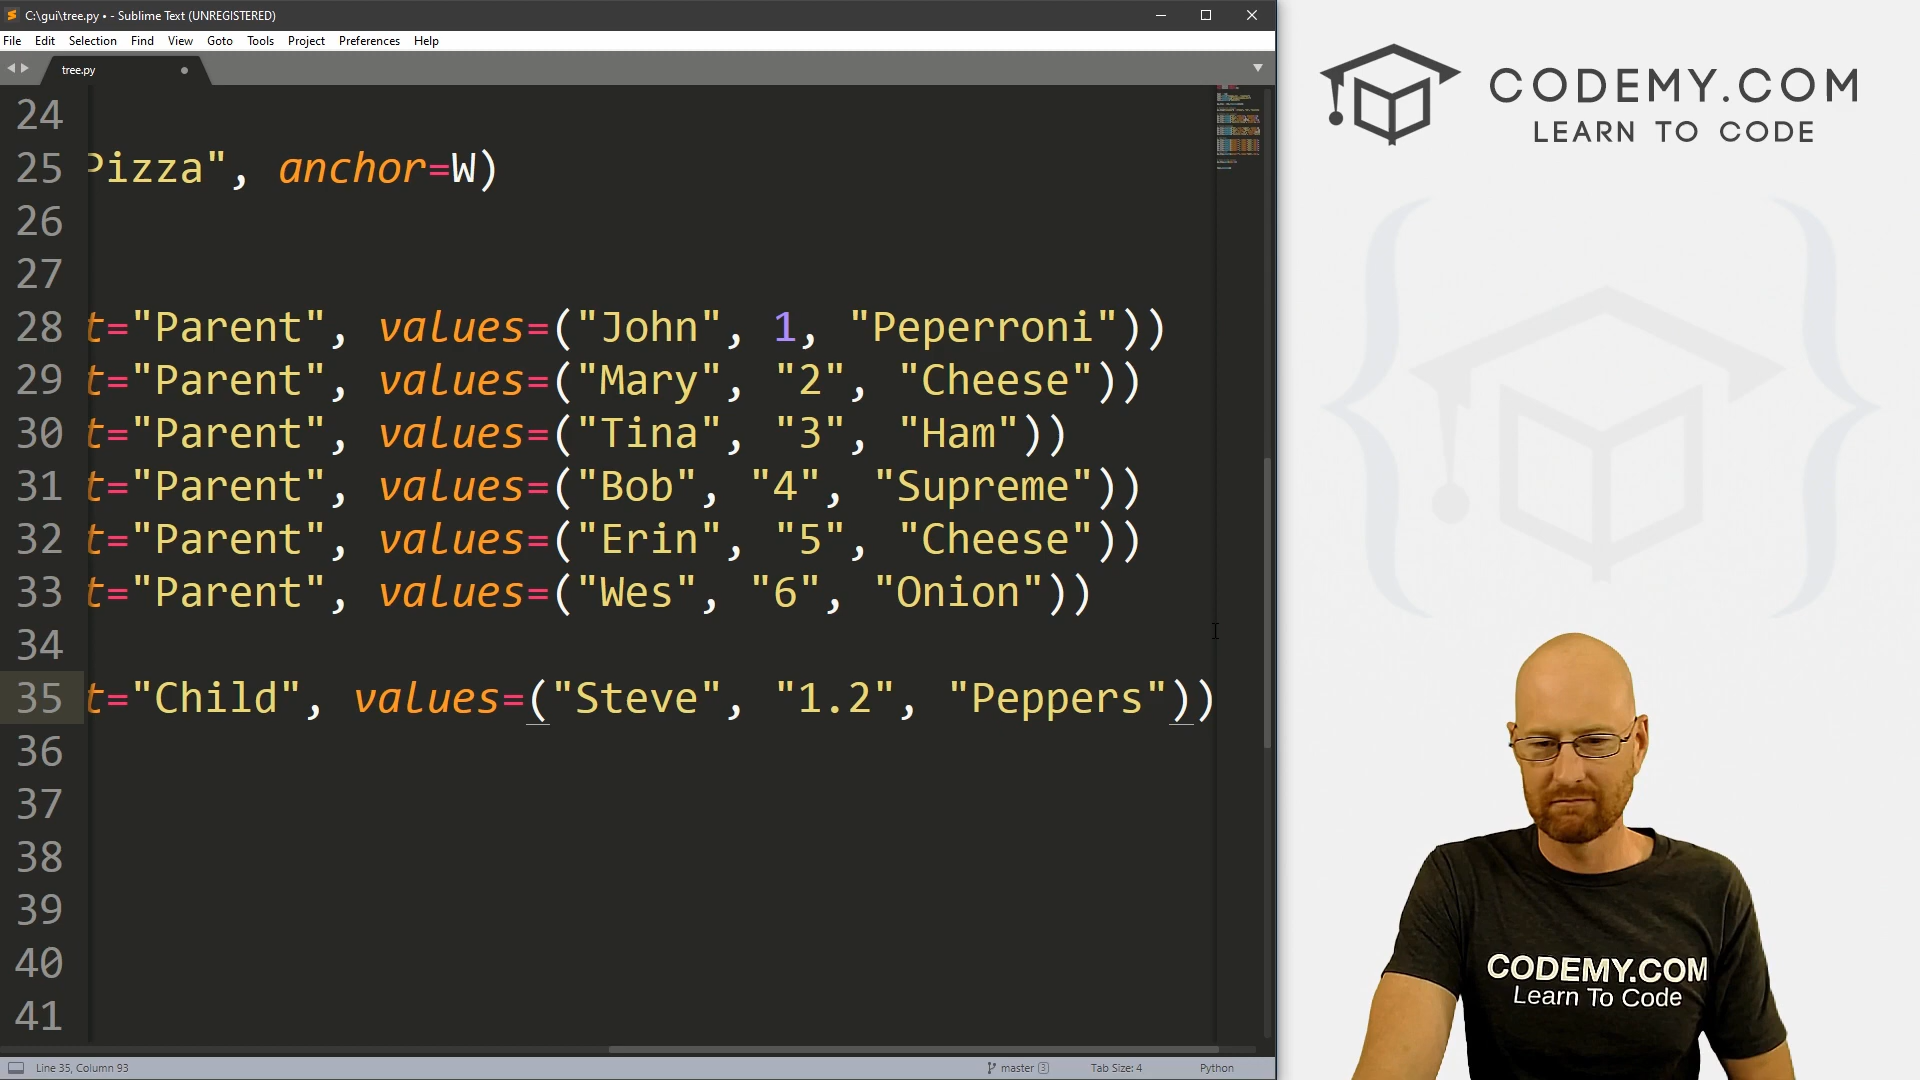 C:\gui\tree.py • - Sublime Text (UNREGISTERED)
File Edit Selection Find View Goto Tools Project Preferences Help
tree.py
24
25 Pizza", anchor=W)
26
27
28 t="Parent", values=("John", 1, "Peperroni"))
29 t="Parent", values=("Mary", "2", "Cheese"))
30 t="Parent", values=("Tina", "3", "Ham"))
31 t="Parent", values=("Bob", "4", "Supreme"))
32 t="Parent", values=("Erin", "5", "Cheese"))
33 t="Parent", values=("Wes", "6", "Onion"))
34
35 t="Child", values=("Steve", "1.2", "Peppers"))
36
37
38
39
40
41
Line 35, Column 93 master 3 Tab Size: 4 Python
CODEMY.COM
LEARN TO CODE
CODEMY.COM
Learn To Code